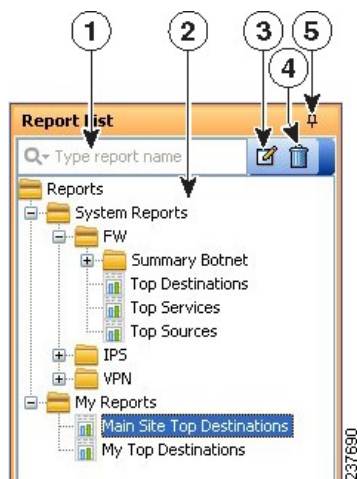 1
2
3
5
4
Report List
Type report name
Reports
System Reports
FW
Summary Botnet
Top Destinations
Top Services
Top Sources
IPS
VPN
My Reports
Main Site Top Destinations
My Top Destinations
237690